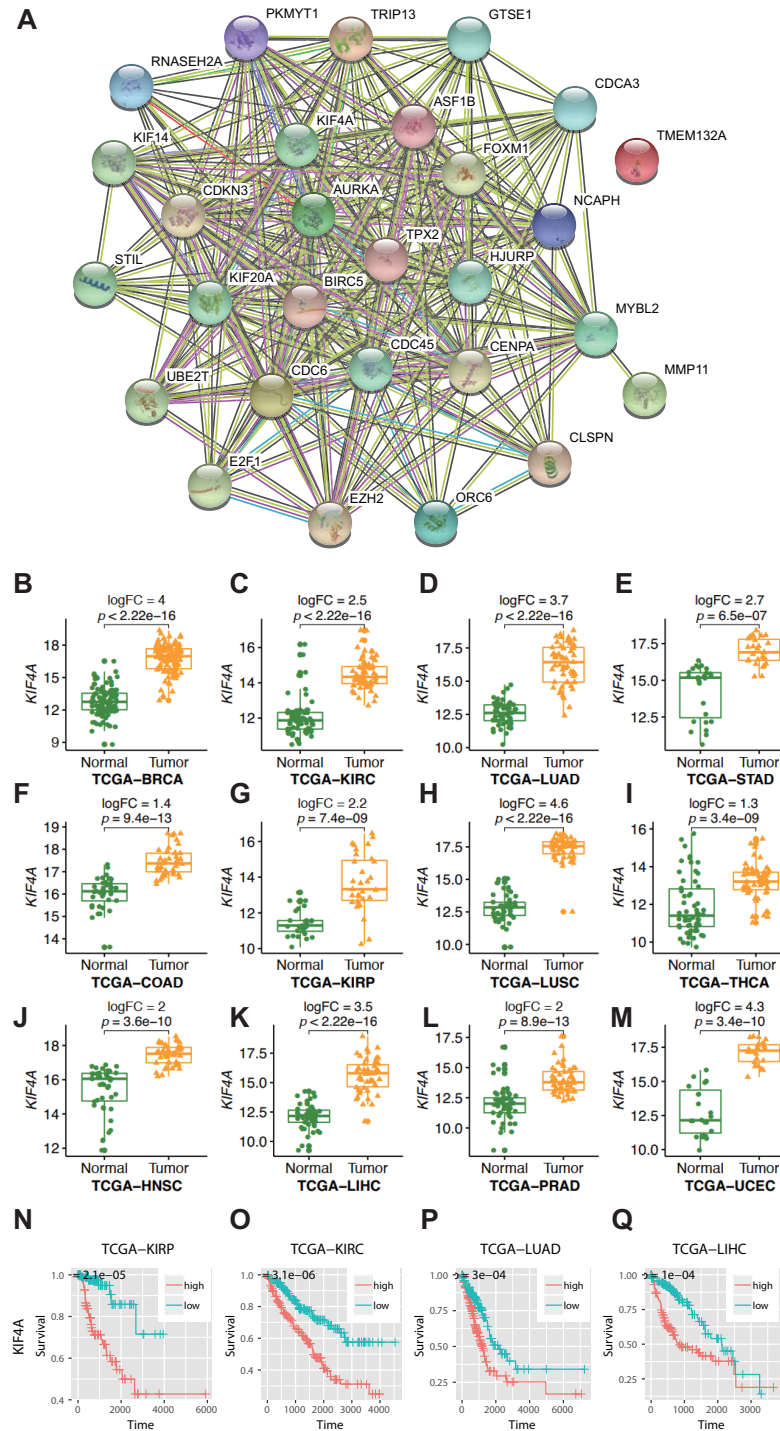 A
PKMYT1
TRIP13
GTSE1
RNASEH2A
CDCA3
ASF1B
KIF4A
TMEM132A
KIF14
FOXM1
CDKN3
AURKA
NCAPH
TPX2
STIL
HJURP
KIF20A
BIRC5
MYBL2
CDC45
CENPA
UBE2T
CDC6
MMP11
CLSPN
E2F1
EZH2
ORC6
B
logFC = 4
p < 2.22e−16
KIF4A
18
15
12
9
Normal Tumor
TCGA−BRCA
C
logFC = 2.5
p < 2.22e−16
KIF4A
16
14
12
Normal Tumor
TCGA−KIRC
D
logFC = 3.7
p < 2.22e−16
KIF4A
17.5
15.0
12.5
10.0
Normal Tumor
TCGA−LUAD
E
logFC = 2.7
p = 6.5e−07
KIF4A
17.5
15.0
12.5
Normal Tumor
TCGA−STAD
F
logFC = 1.4
p = 9.4e−13
KIF4A
19
18
17
16
15
14
Normal Tumor
TCGA−COAD
G
logFC = 2.2
p = 7.4e−09
KIF4A
16
14
12
10
Normal Tumor
TCGA−KIRP
H
logFC = 4.6
p < 2.22e−16
KIF4A
17.5
15.0
12.5
10.0
Normal Tumor
TCGA−LUSC
I
logFC = 1.3
p = 3.4e−09
KIF4A
16
14
12
10
Normal Tumor
TCGA−THCA
J
logFC = 2
p = 3.6e−10
KIF4A
18
16
14
12
Normal Tumor
TCGA−HNSC
K
logFC = 3.5
p < 2.22e−16
KIF4A
17.5
15.0
12.5
10.0
Normal Tumor
TCGA−LIHC
L
logFC = 2
p = 8.9e−13
KIF4A
17.5
15.0
12.5
10.0
Normal Tumor
TCGA−PRAD
M
logFC = 4.3
p = 3.4e−10
KIF4A
17.5
15.0
12.5
10.0
Normal Tumor
TCGA−UCEC
N
TCGA−KIRP
= 2.1e−05
high
low
KIF4A
Survival
1.0
0.8
0.6
0.4
0 2000 4000 6000
Time
O
TCGA−KIRC
= 3.1e−06
high
low
Survival
1.0
0.8
0.6
0.4
0 1000 2000 3000 4000
Time
P
TCGA−LUAD
= 3e−04
high
low
Survival
1.00
0.75
0.50
0.25
0 2000 4000 6000
Time
Q
TCGA−LIHC
= 1e−04
high
low
Survival
1.00
0.75
0.50
0.25
0 1000 2000 3000
Time